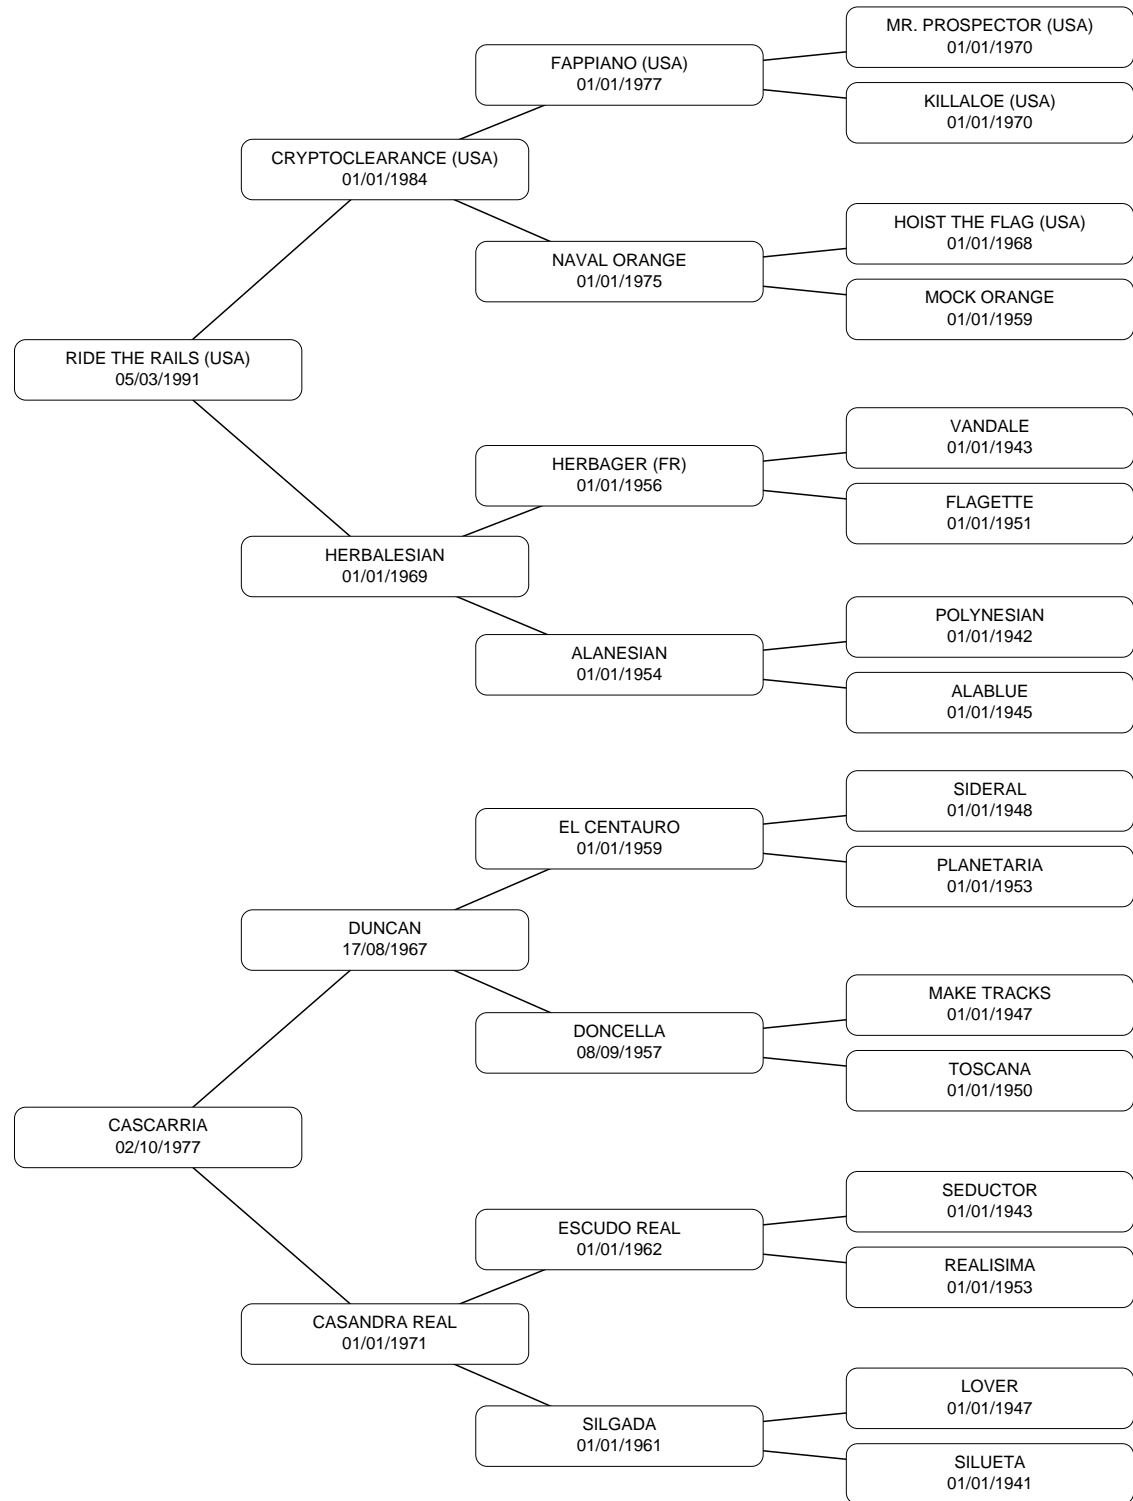 MR. PROSPECTOR (USA)
01/01/1970
FAPPIANO (USA)
01/01/1977
KILLALOE (USA)
01/01/1970
CRYPTOCLEARANCE (USA)
01/01/1984
HOIST THE FLAG (USA)
01/01/1968
NAVAL ORANGE
01/01/1975
MOCK ORANGE
01/01/1959
RIDE THE RAILS (USA)
05/03/1991
VANDALE
01/01/1943
HERBAGER (FR)
01/01/1956
FLAGETTE
01/01/1951
HERBALESIAN
01/01/1969
POLYNESIAN
01/01/1942
ALANESIAN
01/01/1954
ALABLUE
01/01/1945
SIDERAL
01/01/1948
EL CENTAURO
01/01/1959
PLANETARIA
01/01/1953
DUNCAN
17/08/1967
MAKE TRACKS
01/01/1947
DONCELLA
08/09/1957
TOSCANA
01/01/1950
CASCARRIA
02/10/1977
SEDUCTOR
01/01/1943
ESCUDO REAL
01/01/1962
REALISIMA
01/01/1953
CASANDRA REAL
01/01/1971
LOVER
01/01/1947
SILGADA
01/01/1961
SILUETA
01/01/1941